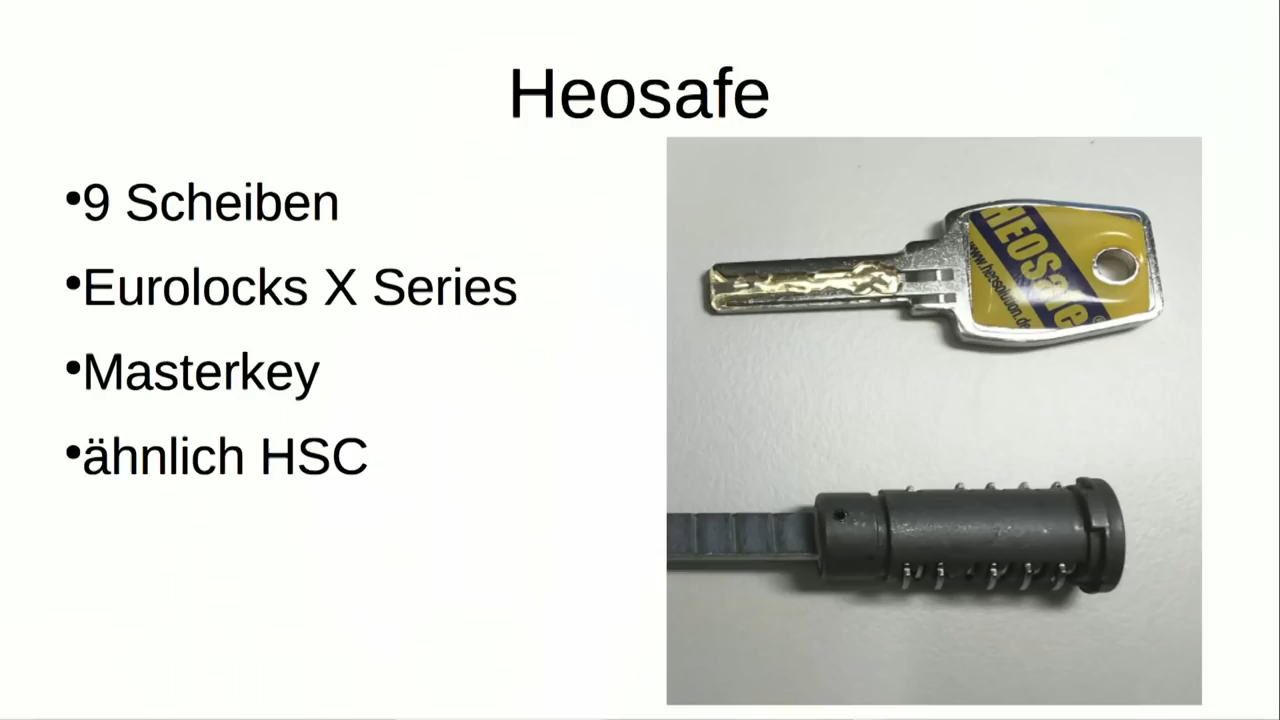 Heosafe
•9 Scheiben
•Eurolocks X Series
•Masterkey
•ähnlich HSC
HEOSafe®
www.heosolution.de